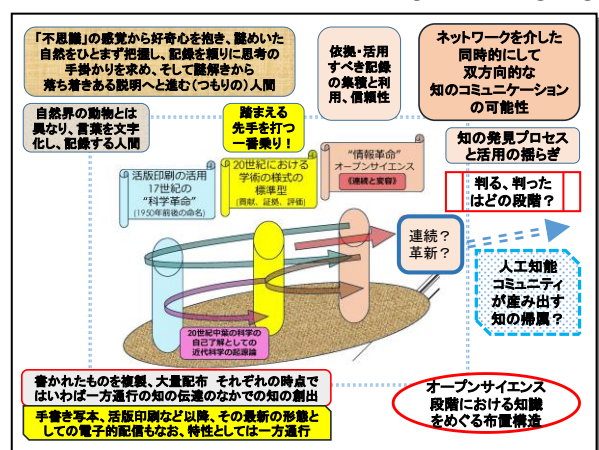 「不思議」の感覚から好奇心を抱き、謎めいた
自然をひとまず把握し、記録を頼りに思考の
手掛かりを求め、そして謎解きから
落ち着きある説明へと進む(つもりの)人間
依拠・活用
すべき記録
の集積と利
用、信頼性
ネットワークを介した
同時的にして
双方向的な
知のコミュニケーション
の可能性
自然界の動物とは
異なり、言葉を文字
化し、記録する人間
踏まえる
先手を打つ
一番乗り！
知の発見プロセス
と活用の揺らぎ
活版印刷の活用
17世紀の
“科学革命”
(1950年前後の命名)
20世紀における
学術の様式の
標準型
(貢献、証拠、評価)
“情報革命”
オープンサイエンス
《連続と変容》
判る、判った
はどの段階？
連続？
革新？
人工知能
コミュニティ
が産み出す
知の帰属？
20世紀中葉の科学の
自己了解としての
近代科学の起源論
書かれたものを複製、大量配布 それぞれの時点で
はいわば一方通行の知の伝達のなかでの知の創出
手書き写本、活版印刷など以降、その最新の形態と
しての電子的配信もなお、特性としては一方通行
オープンサイエンス
段階における知識
をめぐる布置構造